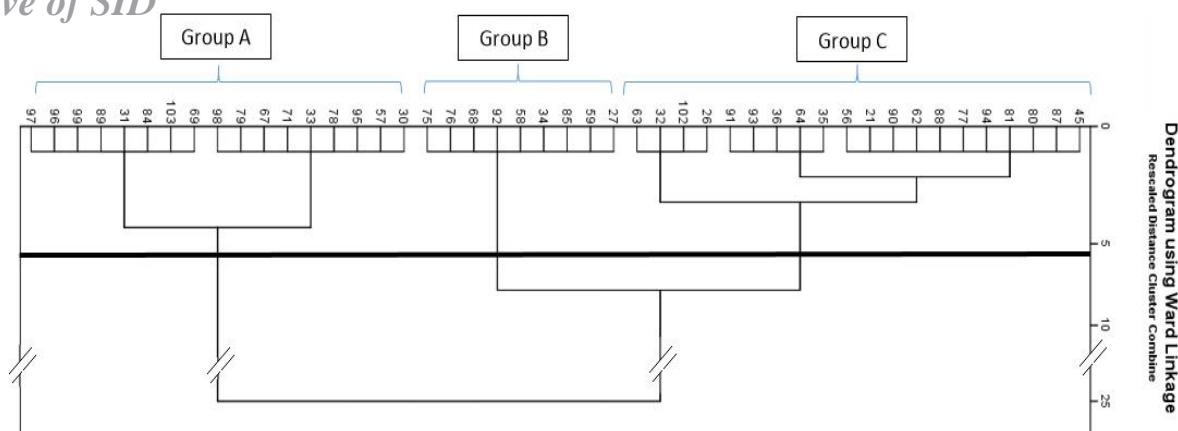 ve of SID
Group A
Group B
Group C
97 96 99 89 31 84 103 69 98 79 67 71 33 78 95 57 30 75 76 68 92 58 34 85 59 27 63 32 102 26 91 93 36 64 35 56 21 90 62 88 77 94 81 80 87 45
0
5
10
25
Dendrogram using Ward Linkage
Rescaled Distance Cluster Combine